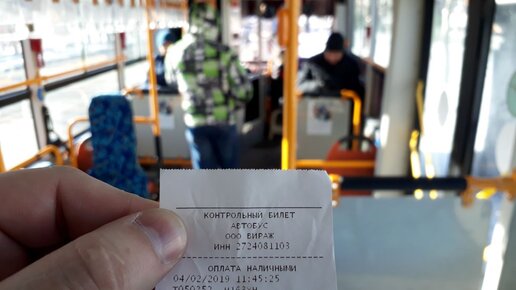 КОНТРОЛЬНЫЙ БИЛЕТ
АВТОБУС
ООО ВИРАЖ
ИНН 2724081103
ОПЛАТА НАЛИЧНЫМИ
04/02/2019 11:45:25